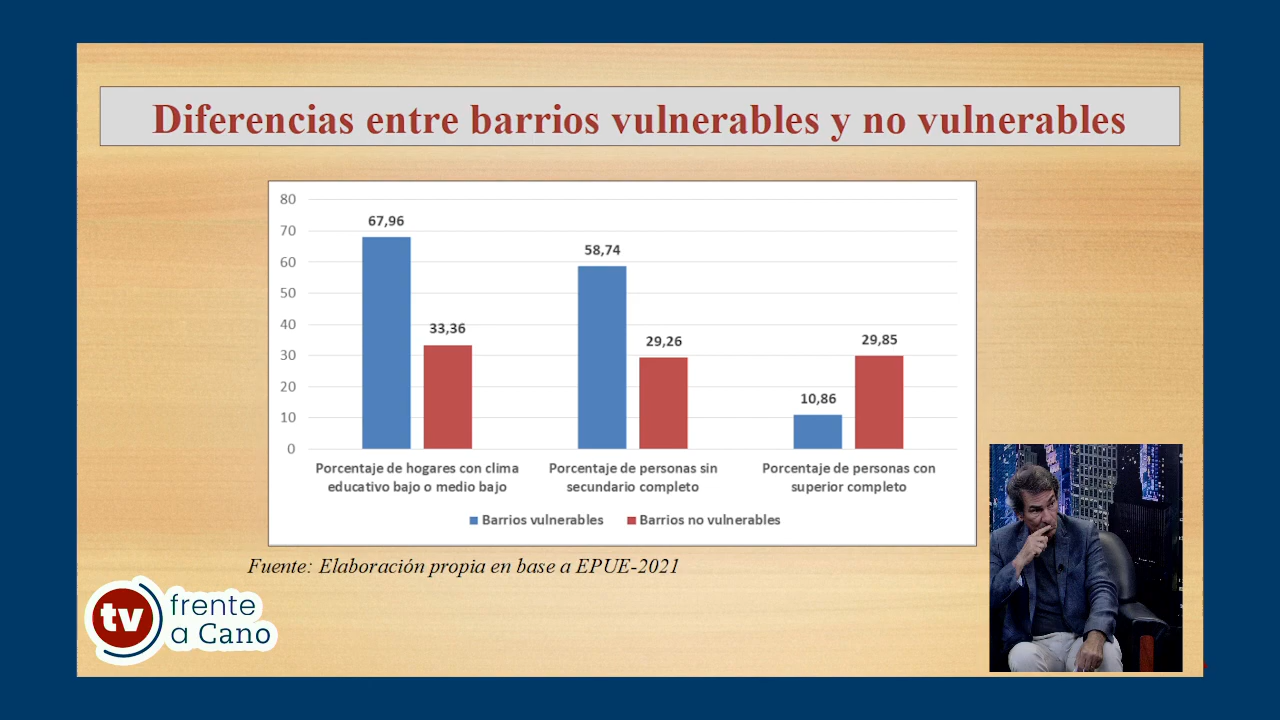 Diferencias entre barrios vulnerables y no vulnerables
80
70
60
50
40
30
20
10
0
67,96
33,36
58,74
29,26
10,86
29,85
Porcentaje de hogares con clima
educativo bajo o medio bajo
Porcentaje de personas sin
secundario completo
Porcentaje de personas con
superior completo
Barrios vulnerables
Barrios no vulnerables
Fuente: Elaboración propia en base a EPUE-2021
tv
frente
a Cano